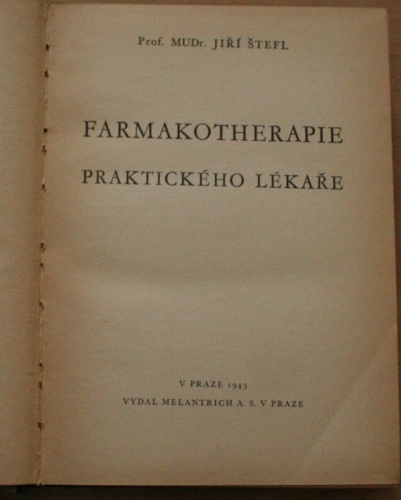 Prof. MUDr. JIŘÍ ŠTEFL
FARMAKOTHERAPIE
PRAKTICKÉHO LÉKAŘE
V PRAZE 1945
VYDAL MELANTRICH A. S. V PRAZE